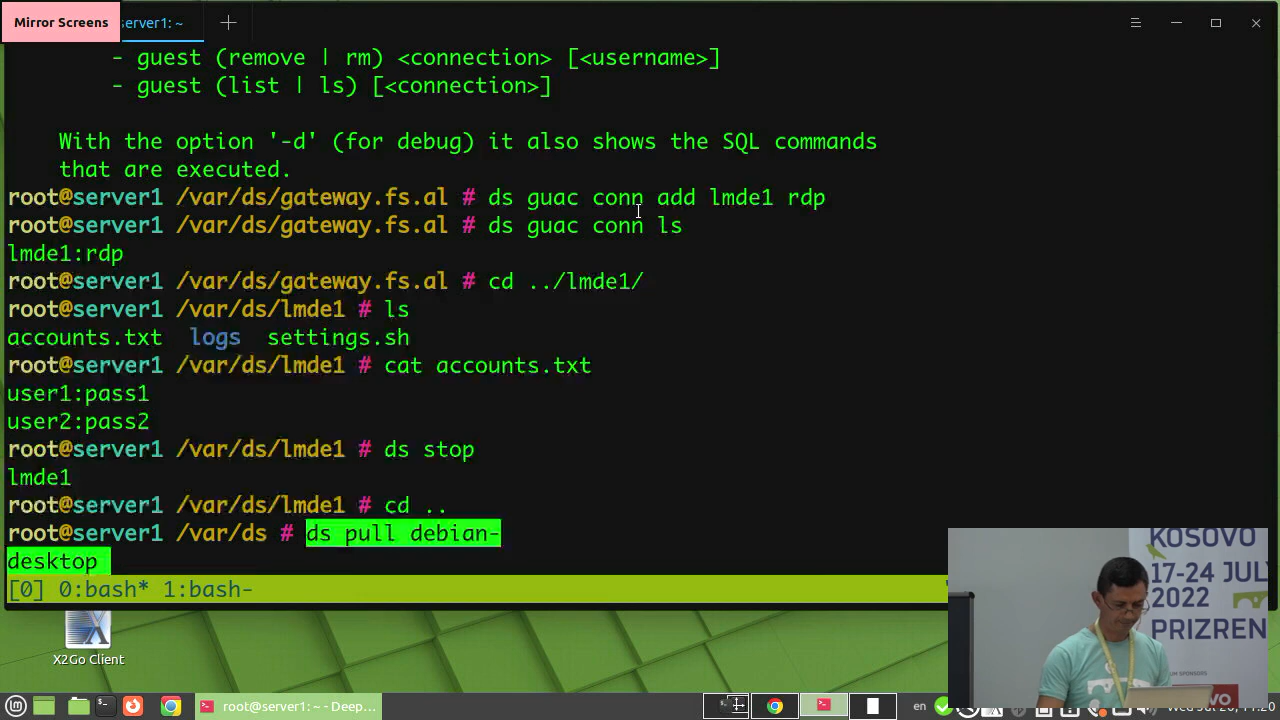 Mirror Screens
server1: ~
- guest (remove | rm) <connection> [<username>]
- guest (list | ls) [<connection>]
With the option '-d' (for debug) it also shows the SQL commands
that are executed.
root@server1 /var/ds/gateway.fs.al # ds guac conn add lmde1 rdp
root@server1 /var/ds/gateway.fs.al # ds guac conn ls
lmde1:rdp
root@server1 /var/ds/gateway.fs.al # cd ../lmde1/
root@server1 /var/ds/lmde1 # ls
accounts.txt logs settings.sh
root@server1 /var/ds/lmde1 # cat accounts.txt
user1:pass1
user2:pass2
root@server1 /var/ds/lmde1 # ds stop
lmde1
root@server1 /var/ds/lmde1 # cd ..
root@server1 /var/ds # ds pull debian-
desktop
[0] 0:bash* 1:bash-
KOSOVO
17-24 JULY
2022
PRIZREN
X2Go Client
root@server1: ~ - Deep...
en